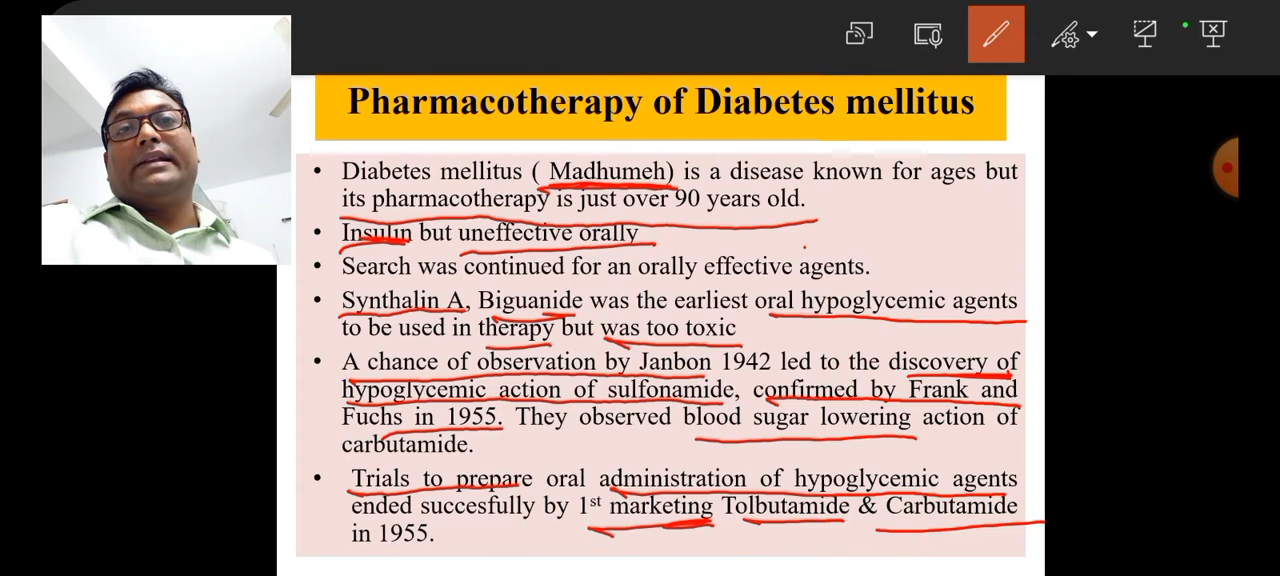 Pharmacotherapy of Diabetes mellitus
• Diabetes mellitus ( Madhumeh) is a disease known for ages but
its pharmacotherapy is just over 90 years old.
• Insulin but uneffective orally
• Search was continued for an orally effective agents.
• Synthalin A, Biguanide was the earliest oral hypoglycemic agents
to be used in therapy but was too toxic
• A chance of observation by Janbon 1942 led to the discovery of
hypoglycemic action of sulfonamide, confirmed by Frank and
Fuchs in 1955. They observed blood sugar lowering action of
carbutamide.
• Trials to prepare oral administration of hypoglycemic agents
ended succesfully by 1st marketing Tolbutamide & Carbutamide
in 1955.